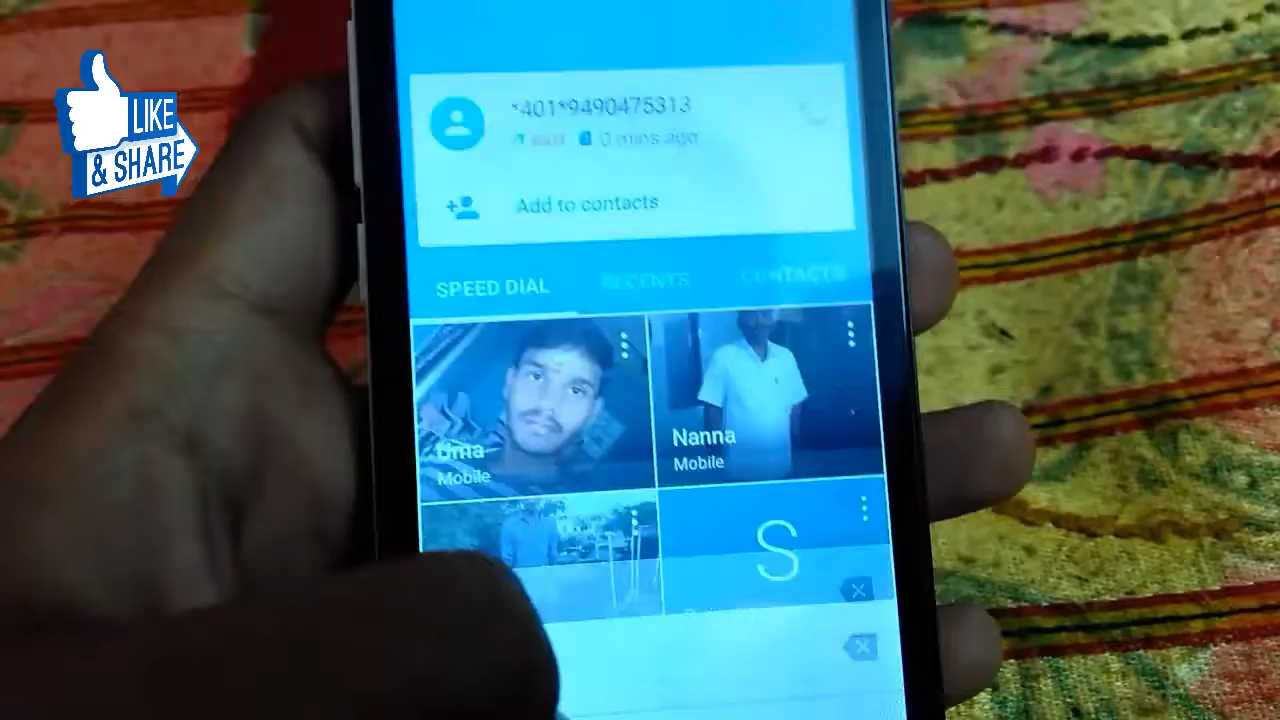 LIKE
& SHARE
*401*9490475313
0 mins ago
Add to contacts
SPEED DIAL
RECENTS
CONTACTS
Uma
Mobile
Nanna
Mobile
S